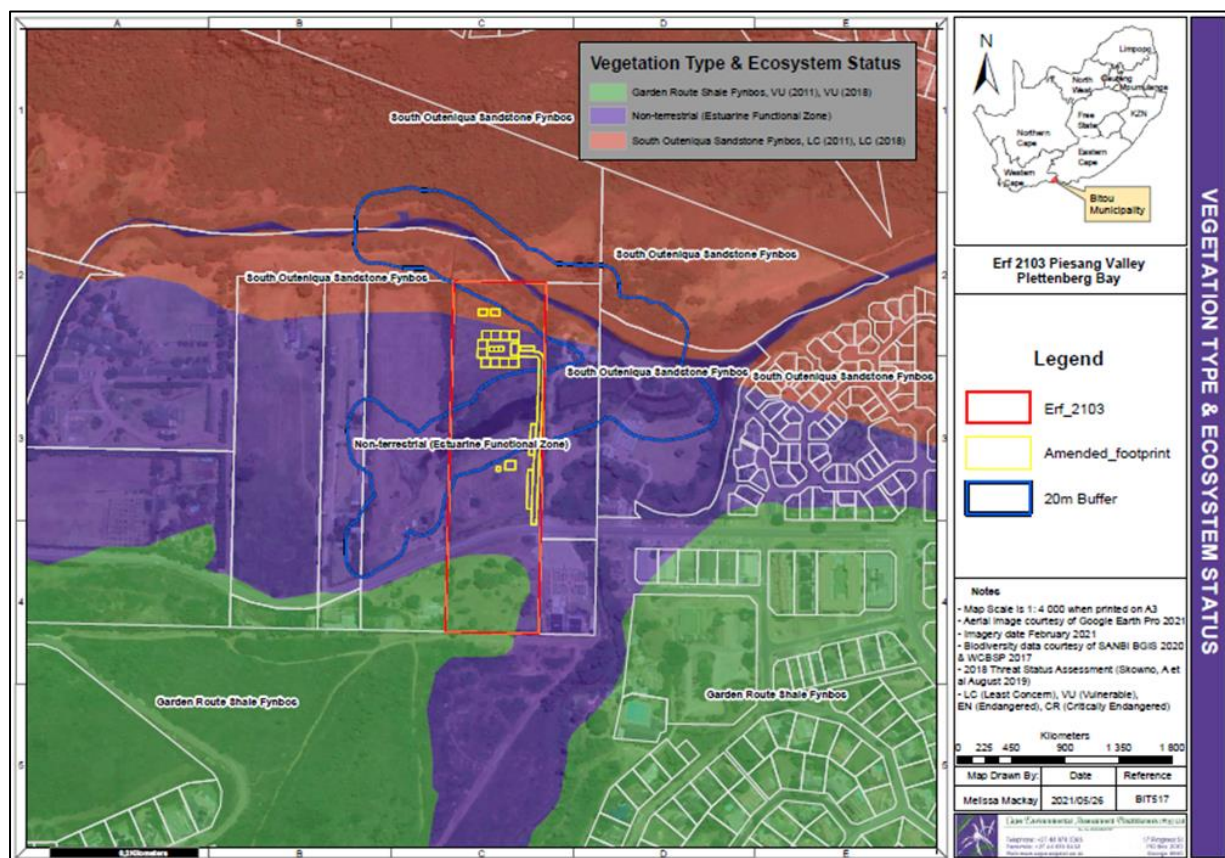 A B C D E
1
2
3
4
5
Vegetation Type & Ecosystem Status
Garden Route Shale Fynbos, VU (2011), VU (2018)
Non-terrestrial (Estuarine Functional Zone)
South Outeniqua Sandstone Fynbos, LC (2011), LC (2018)
South Outeniqua Sandstone Fynbos
South Outeniqua Sandstone Fynbos
South Outeniqua Sandstone Fynbos
South Outeniqua Sandstone Fynbos
South Outeniqua Sandstone Fynbos
Non-terrestrial (Estuarine Functional Zone)
Garden Route Shale Fynbos
Garden Route Shale Fynbos
A B C D E
2
4
5
N
Limpopo
North
West
Gauteng
Mpumalanga
Free
State
KZN
Northern
Cape
Eastern
Cape
Western
Cape
Bitou
Municipality
Erf 2103 Piesang Valley
Plettenberg Bay
Legend
Erf_2103
Amended_footprint
20m Buffer
Notes
- Map Scale is 1: 4 000 when printed on A3
- Aerial image courtesy of Google Earth Pro 2021
- Imagery date February 2021
- Biodiversity data courtesy of SANBI BGIS 2020
& WCBSP 2017
- 2018 Threat Status Assessment (Skowno, A et
al August 2019)
- LC (Least Concern), VU (Vulnerable),
EN (Endangered), CR (Critically Endangered)
Kilometers
0 225 450 900 1 350 1 800
Map Drawn By: Date Reference
Melissa Mackay 2021/05/26 BIT517
VEGETATION TYPE & ECOSYSTEM STATUS